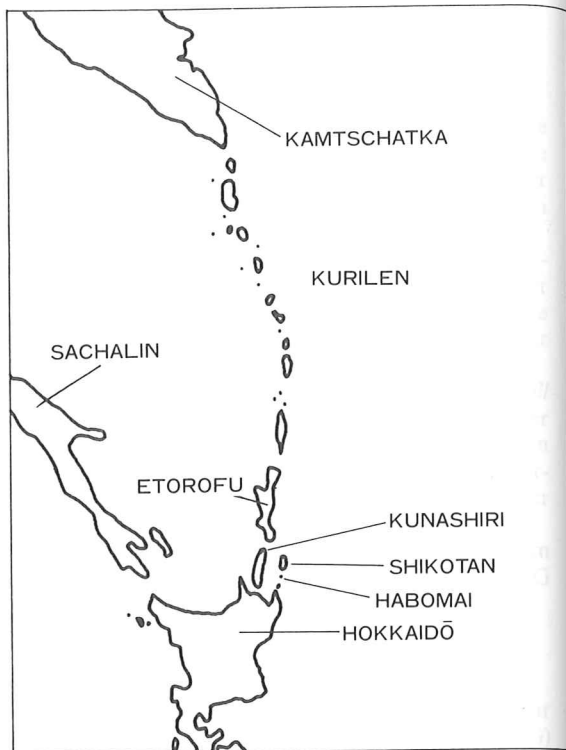 KAMTSCHATKA
KURILEN
SACHALIN
ETOROFU
KUNASHIRI
SHIKOTAN
HABOMAI
HOKKAIDŌ